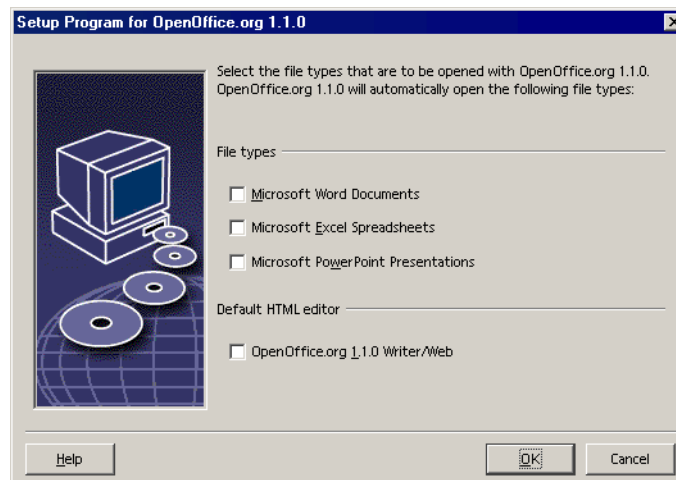 Setup Program for OpenOffice.org 1.1.0
Select the file types that are to be opened with OpenOffice.org 1.1.0.
OpenOffice.org 1.1.0 will automatically open the following file types:
File types
Microsoft Word Documents
Microsoft Excel Spreadsheets
Microsoft PowerPoint Presentations
Default HTML editor
OpenOffice.org 1.1.0 Writer/Web
Help
OK
Cancel